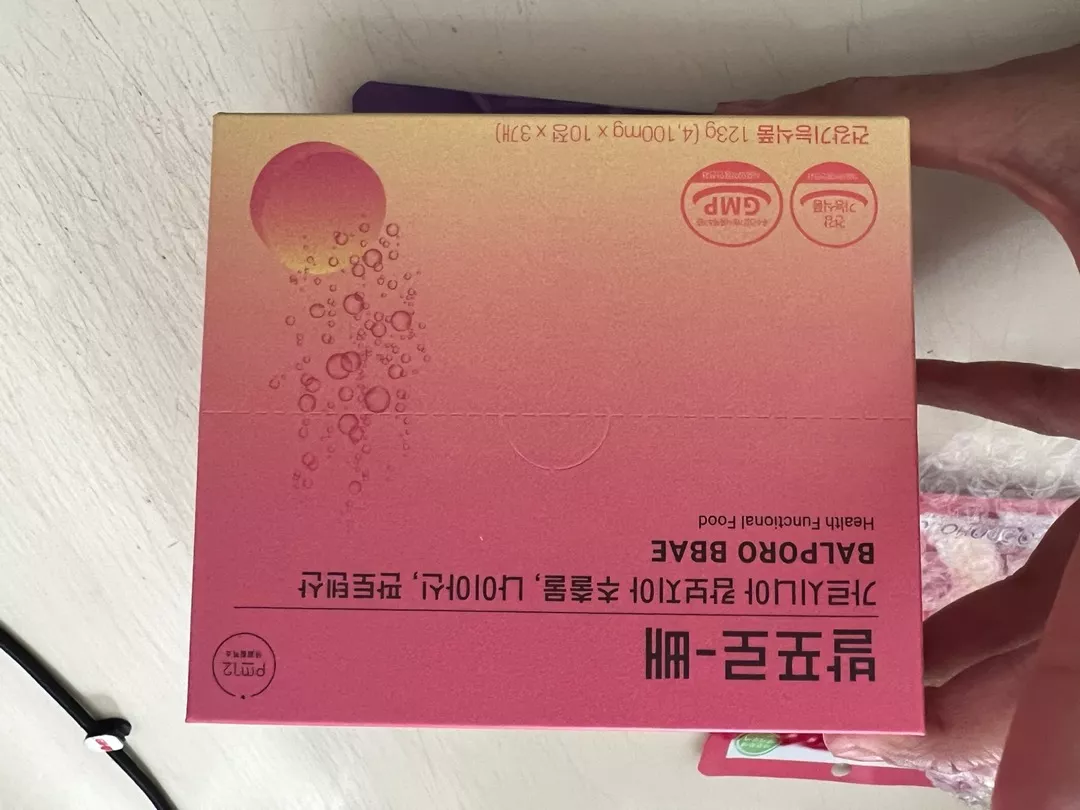 발포로-빼
가르시니아 캄보지아 추출물, 나이아신, 판토텐산
BALPORO BBAE
Health Functional Food
건강
기능식품
GMP
건강기능식품 123g (4,100mg x 10정 x 3개)